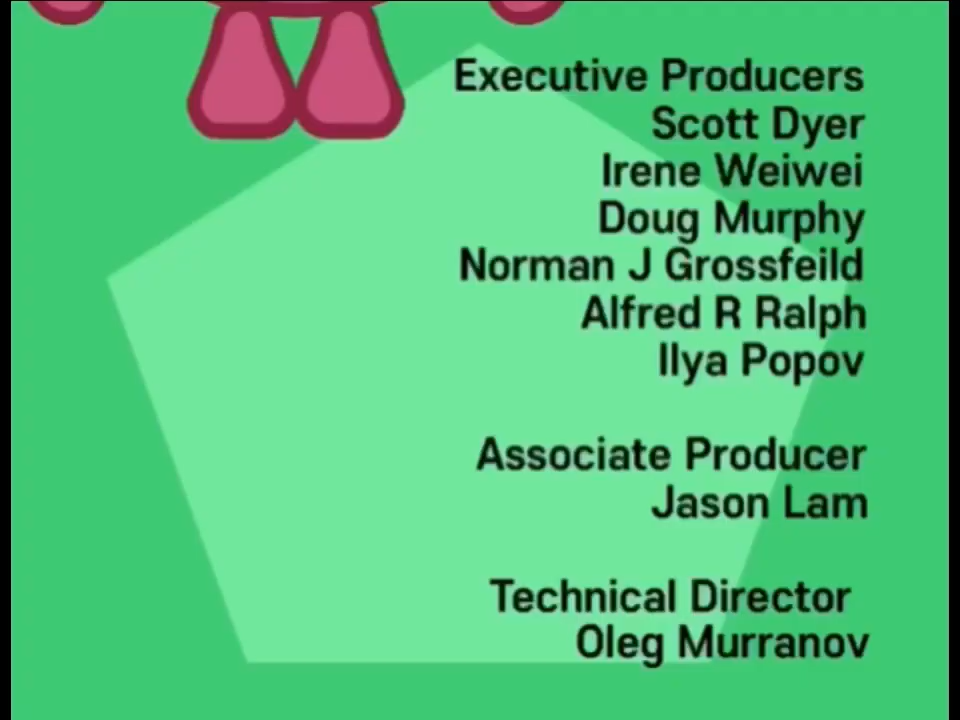 Executive Producers
Scott Dyer
Irene Weiwei
Doug Murphy
Norman J Grossfeild
Alfred R Ralph
Ilya Popov
Associate Producer
Jason Lam
Technical Director
Oleg Murranov